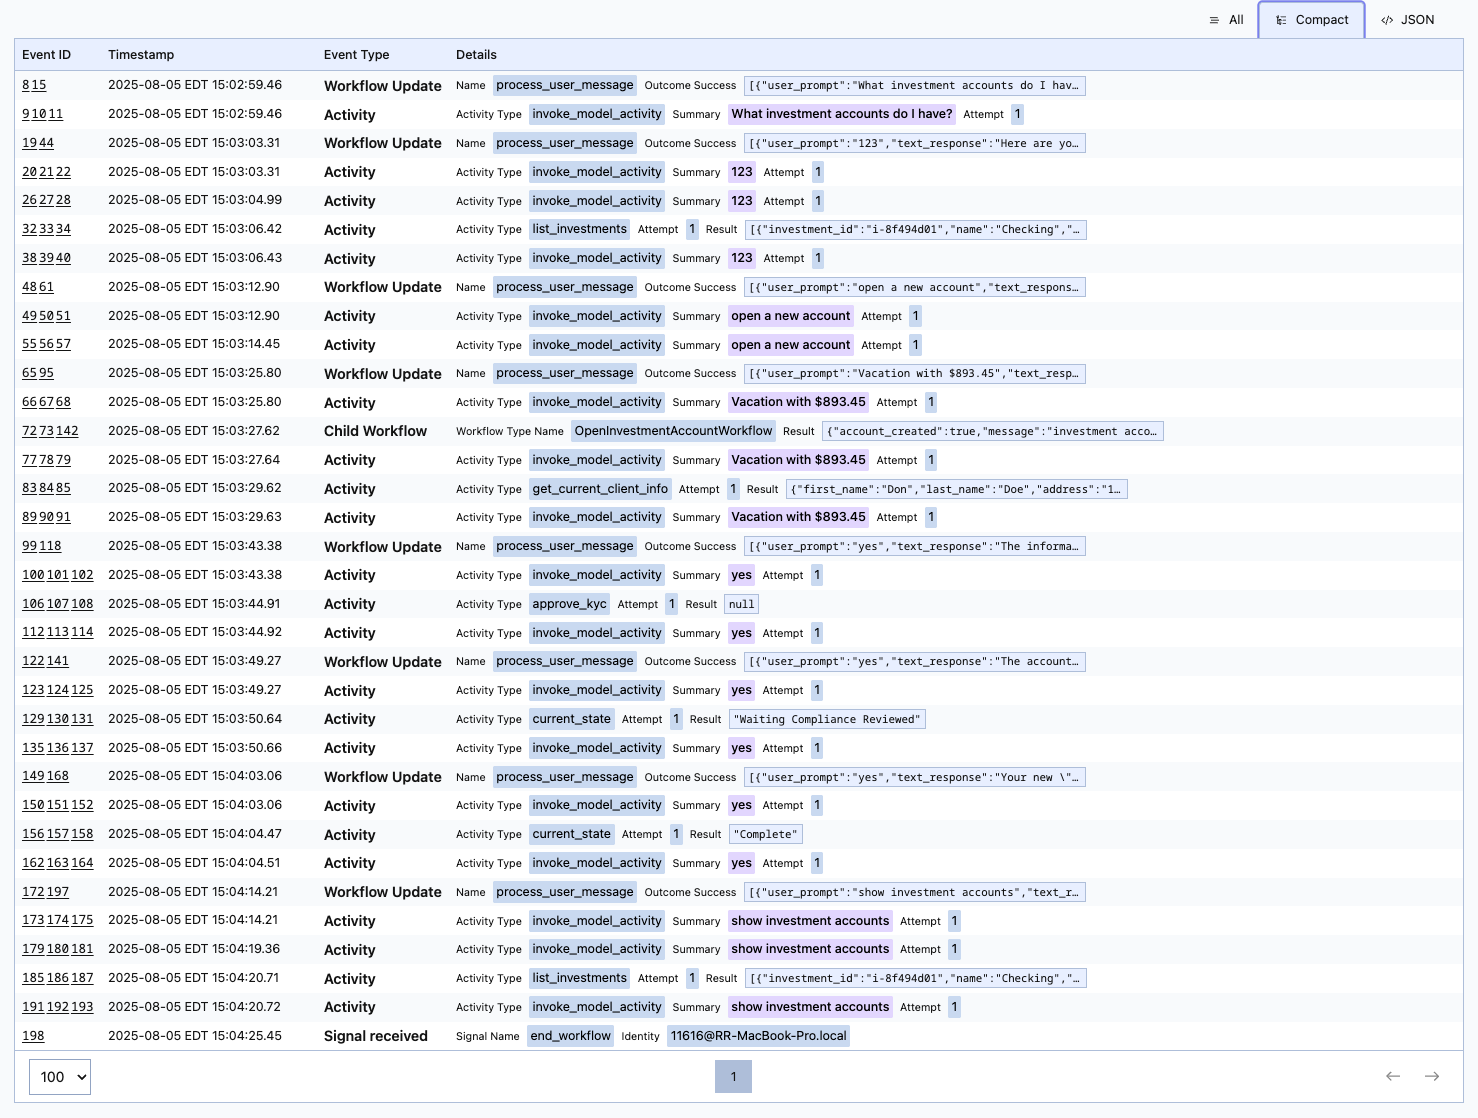 All Compact JSON
Event ID Timestamp Event Type Details
8 15 2025-08-05 EDT 15:02:59.46 Workflow Update Name process_user_message Outcome Success [{"user_prompt":"What investment accounts do I hav…
9 10 11 2025-08-05 EDT 15:02:59.46 Activity Activity Type invoke_model_activity Summary What investment accounts do I have? Attempt 1
19 44 2025-08-05 EDT 15:03:03.31 Workflow Update Name process_user_message Outcome Success [{"user_prompt":"123","text_response":"Here are yo…
20 21 22 2025-08-05 EDT 15:03:03.31 Activity Activity Type invoke_model_activity Summary 123 Attempt 1
26 27 28 2025-08-05 EDT 15:03:04.99 Activity Activity Type invoke_model_activity Summary 123 Attempt 1
32 33 34 2025-08-05 EDT 15:03:06.42 Activity Activity Type list_investments Attempt 1 Result [{"investment_id":"i-8f494d01","name":"Checking","…
38 39 40 2025-08-05 EDT 15:03:06.43 Activity Activity Type invoke_model_activity Summary 123 Attempt 1
48 61 2025-08-05 EDT 15:03:12.90 Workflow Update Name process_user_message Outcome Success [{"user_prompt":"open a new account","text_respons…
49 50 51 2025-08-05 EDT 15:03:12.90 Activity Activity Type invoke_model_activity Summary open a new account Attempt 1
55 56 57 2025-08-05 EDT 15:03:14.45 Activity Activity Type invoke_model_activity Summary open a new account Attempt 1
65 95 2025-08-05 EDT 15:03:25.80 Workflow Update Name process_user_message Outcome Success [{"user_prompt":"Vacation with $893.45","text_resp…
66 67 68 2025-08-05 EDT 15:03:25.80 Activity Activity Type invoke_model_activity Summary Vacation with $893.45 Attempt 1
72 73 142 2025-08-05 EDT 15:03:27.62 Child Workflow Workflow Type Name OpenInvestmentAccountWorkflow Result {"account_created":true,"message":"investment acco…
77 78 79 2025-08-05 EDT 15:03:27.64 Activity Activity Type invoke_model_activity Summary Vacation with $893.45 Attempt 1
83 84 85 2025-08-05 EDT 15:03:29.62 Activity Activity Type get_current_client_info Attempt 1 Result {"first_name":"Don","last_name":"Doe","address":"1…
89 90 91 2025-08-05 EDT 15:03:29.63 Activity Activity Type invoke_model_activity Summary Vacation with $893.45 Attempt 1
99 118 2025-08-05 EDT 15:03:43.38 Workflow Update Name process_user_message Outcome Success [{"user_prompt":"yes","text_response":"The informa…
100 101 102 2025-08-05 EDT 15:03:43.38 Activity Activity Type invoke_model_activity Summary yes Attempt 1
106 107 108 2025-08-05 EDT 15:03:44.91 Activity Activity Type approve_kyc Attempt 1 Result null
112 113 114 2025-08-05 EDT 15:03:44.92 Activity Activity Type invoke_model_activity Summary yes Attempt 1
122 141 2025-08-05 EDT 15:03:49.27 Workflow Update Name process_user_message Outcome Success [{"user_prompt":"yes","text_response":"The account…
123 124 125 2025-08-05 EDT 15:03:49.27 Activity Activity Type invoke_model_activity Summary yes Attempt 1
129 130 131 2025-08-05 EDT 15:03:50.64 Activity Activity Type current_state Attempt 1 Result "Waiting Compliance Reviewed"
135 136 137 2025-08-05 EDT 15:03:50.66 Activity Activity Type invoke_model_activity Summary yes Attempt 1
149 168 2025-08-05 EDT 15:04:03.06 Workflow Update Name process_user_message Outcome Success [{"user_prompt":"yes","text_response":"Your new \"…
150 151 152 2025-08-05 EDT 15:04:03.06 Activity Activity Type invoke_model_activity Summary yes Attempt 1
156 157 158 2025-08-05 EDT 15:04:04.47 Activity Activity Type current_state Attempt 1 Result "Complete"
162 163 164 2025-08-05 EDT 15:04:04.51 Activity Activity Type invoke_model_activity Summary yes Attempt 1
172 197 2025-08-05 EDT 15:04:14.21 Workflow Update Name process_user_message Outcome Success [{"user_prompt":"show investment accounts","text_r…
173 174 175 2025-08-05 EDT 15:04:14.21 Activity Activity Type invoke_model_activity Summary show investment accounts Attempt 1
179 180 181 2025-08-05 EDT 15:04:19.36 Activity Activity Type invoke_model_activity Summary show investment accounts Attempt 1
185 186 187 2025-08-05 EDT 15:04:20.71 Activity Activity Type list_investments Attempt 1 Result [{"investment_id":"i-8f494d01","name":"Checking","…
191 192 193 2025-08-05 EDT 15:04:20.72 Activity Activity Type invoke_model_activity Summary show investment accounts Attempt 1
198 2025-08-05 EDT 15:04:25.45 Signal received Signal Name end_workflow Identity 11616@RR-MacBook-Pro.local
100 1